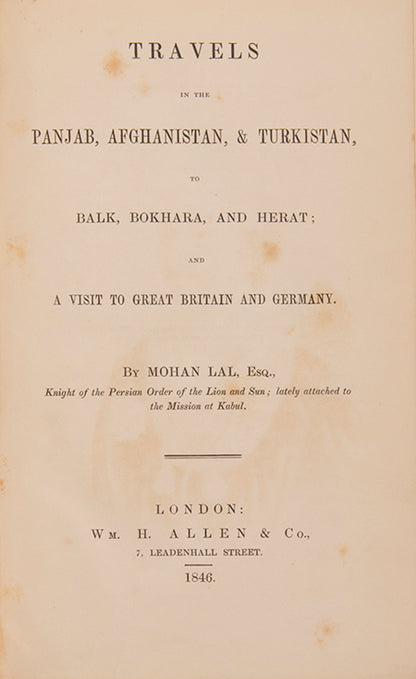 TRAVELS
IN THE
PANJAB, AFGHANISTAN, & TURKISTAN,
TO
BALK, BOKHARA, AND HERAT;
AND
A VISIT TO GREAT BRITAIN AND GERMANY.
BY MOHAN LAL, ESQ.,
Knight of the Persian Order of the Lion and Sun; lately attached to
the Mission at Kabul.
LONDON:
WM. H. ALLEN & CO.,
7, LEADENHALL STREET.
1846.